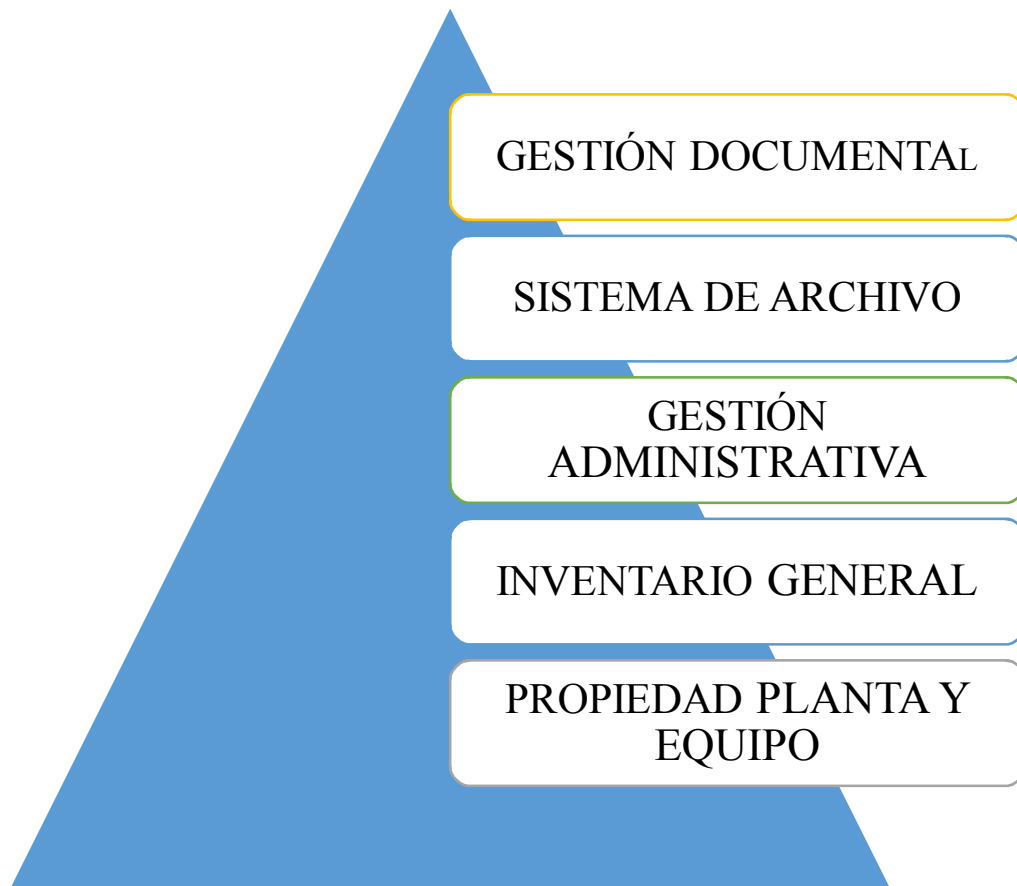 GESTIÓN DOCUMENTAL
SISTEMA DE ARCHIVO
GESTIÓN
ADMINISTRATIVA
INVENTARIO GENERAL
PROPIEDAD PLANTA Y
EQUIPO